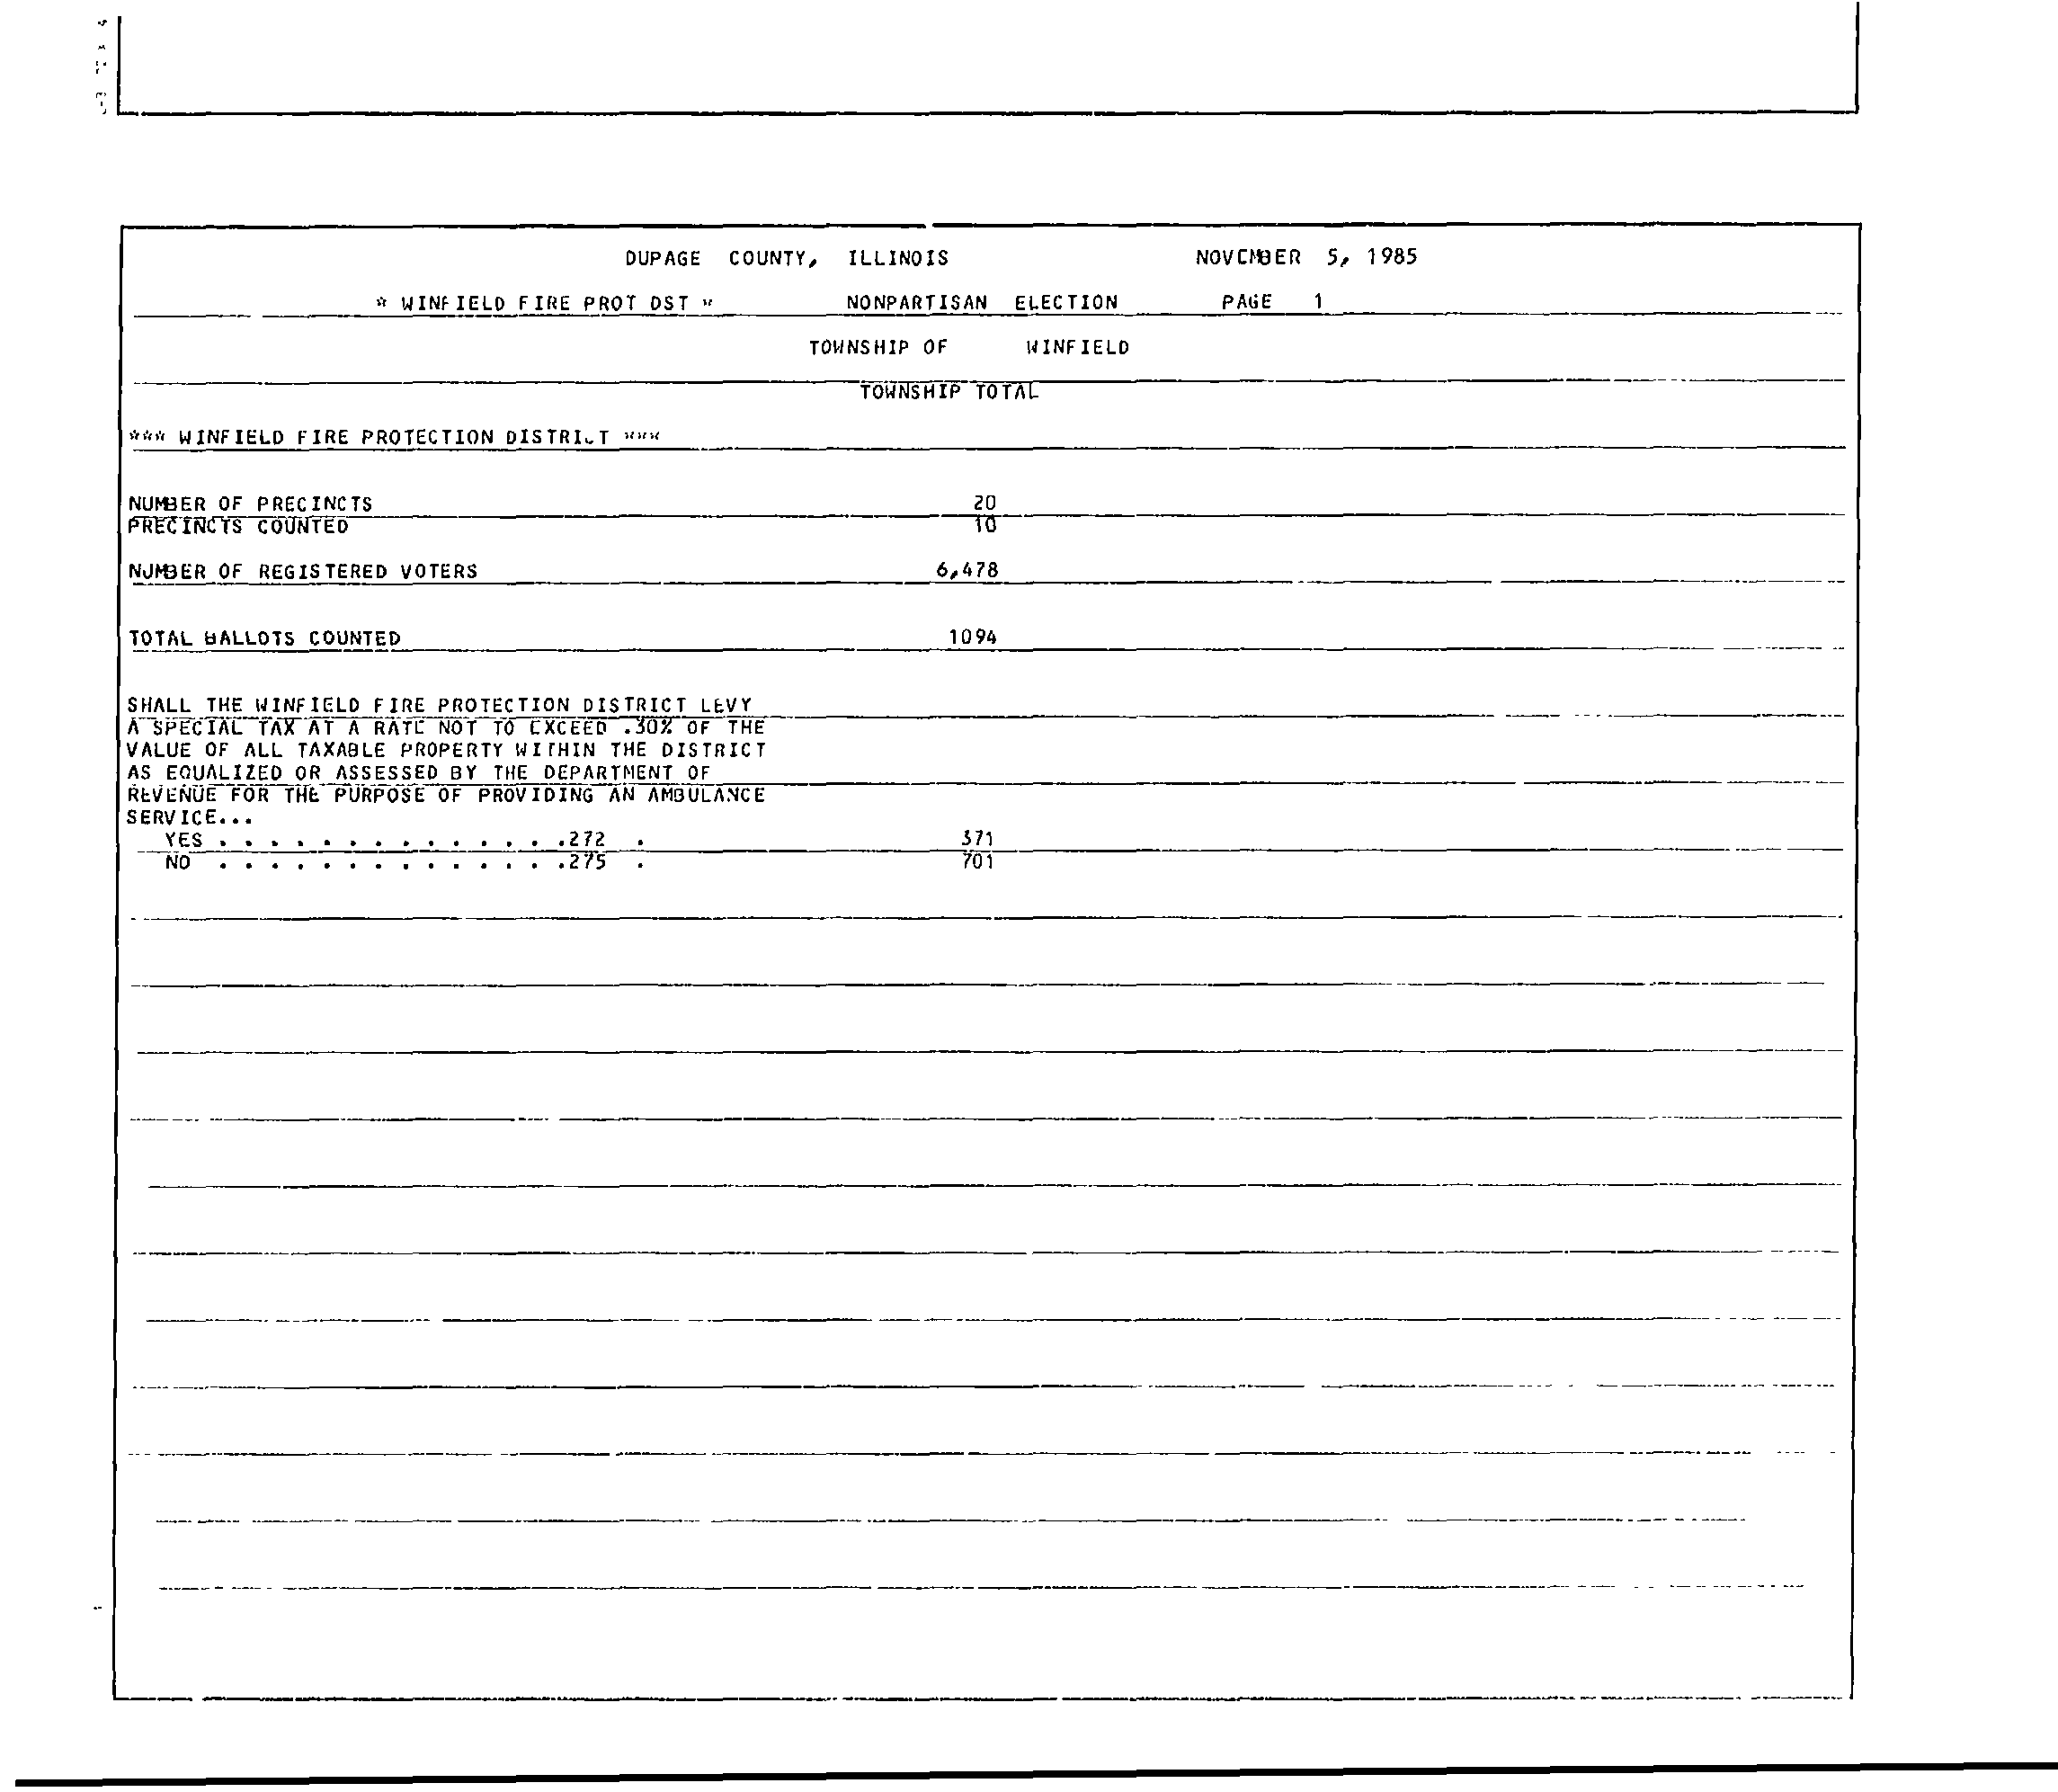 DUPAGE COUNTY, ILLINOIS NOVEMBER 5, 1985
* WINFIELD FIRE PROT DST * NONPARTISAN ELECTION PAGE 1
TOWNSHIP OF WINFIELD
TOWNSHIP TOTAL
*** WINFIELD FIRE PROTECTION DISTRICT ***
NUMBER OF PRECINCTS 20
PRECINCTS COUNTED 10
NUMBER OF REGISTERED VOTERS 6,478
TOTAL BALLOTS COUNTED 1094
SHALL THE WINFIELD FIRE PROTECTION DISTRICT LEVY
A SPECIAL TAX AT A RATE NOT TO EXCEED .30% OF THE
VALUE OF ALL TAXABLE PROPERTY WITHIN THE DISTRICT
AS EQUALIZED OR ASSESSED BY THE DEPARTMENT OF
REVENUE FOR THE PURPOSE OF PROVIDING AN AMBULANCE
SERVICE...
YES . . . . . . . . . . . . . .272 . 371
NO . . . . . . . . . . . . . .275 . 701